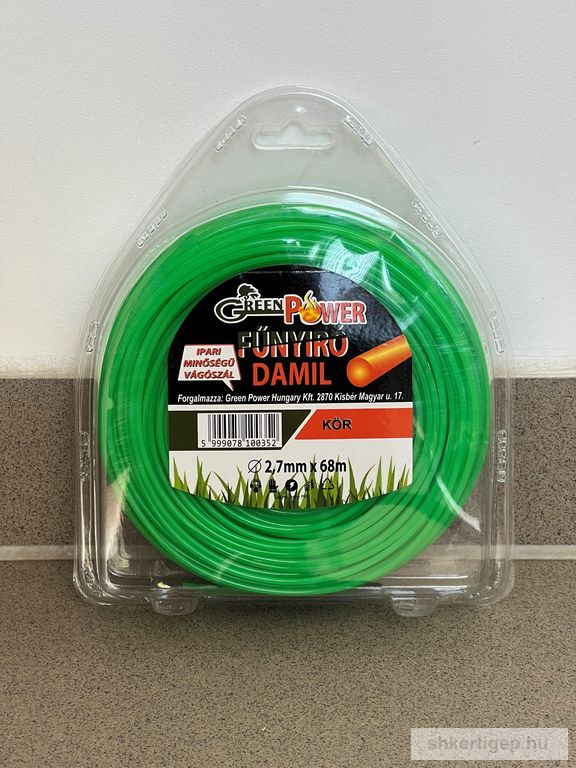 GREEN POWER
FŰNYÍRÓ
DAMIL
IPARI
MINŐSÉGŰ
VÁGÓSZÁL
Forgalmazza: Green Power Hungary Kft. 2870 Kisbér Magyar u. 17.
KÖR
5 999078 100352
∅ 2,7mm x 68m
shkertigep.hu